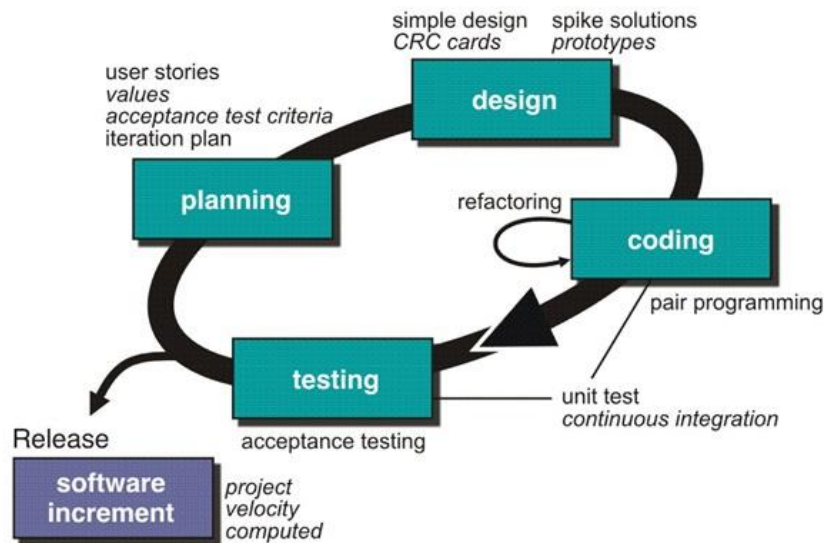 simple design
CRC cards
spike solutions
prototypes
user stories
values
acceptance test criteria
iteration plan
design
planning
refactoring
coding
pair programming
testing
unit test
continuous integration
acceptance testing
Release
software
increment
project
velocity
computed